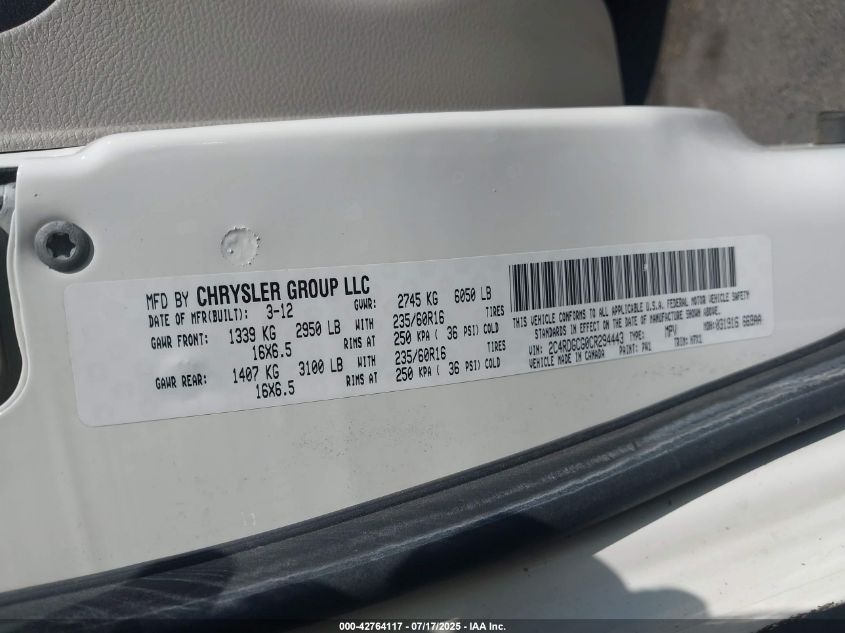 MFD BY CHRYSLER GROUP LLC
DATE OF MFR(BUILT): 3-12 GVWR: 2745 KG 6050 LB
GAWR FRONT: 1339 KG 2950 LB WITH 235/60R16 TIRES
16X6.5 RIMS AT 250 KPA ( 36 PSI) COLD
GAWR REAR: 1407 KG 3100 LB WITH 235/60R16 TIRES
16X6.5 RIMS AT 250 KPA ( 36 PSI) COLD
THIS VEHICLE CONFORMS TO ALL APPLICABLE U.S.A. FEDERAL MOTOR VEHICLE SAFETY
STANDARDS IN EFFECT ON THE DATE OF MANUFACTURE SHOWN ABOVE.
VIN: 2C4RDGCG0CR294443 TYPE: MPV MDH: 031916 669AA
VEHICLE MADE IN CANADA PAINT: PW1 TRIM:
000-42764117 - 07/17/2025 - IAA Inc.